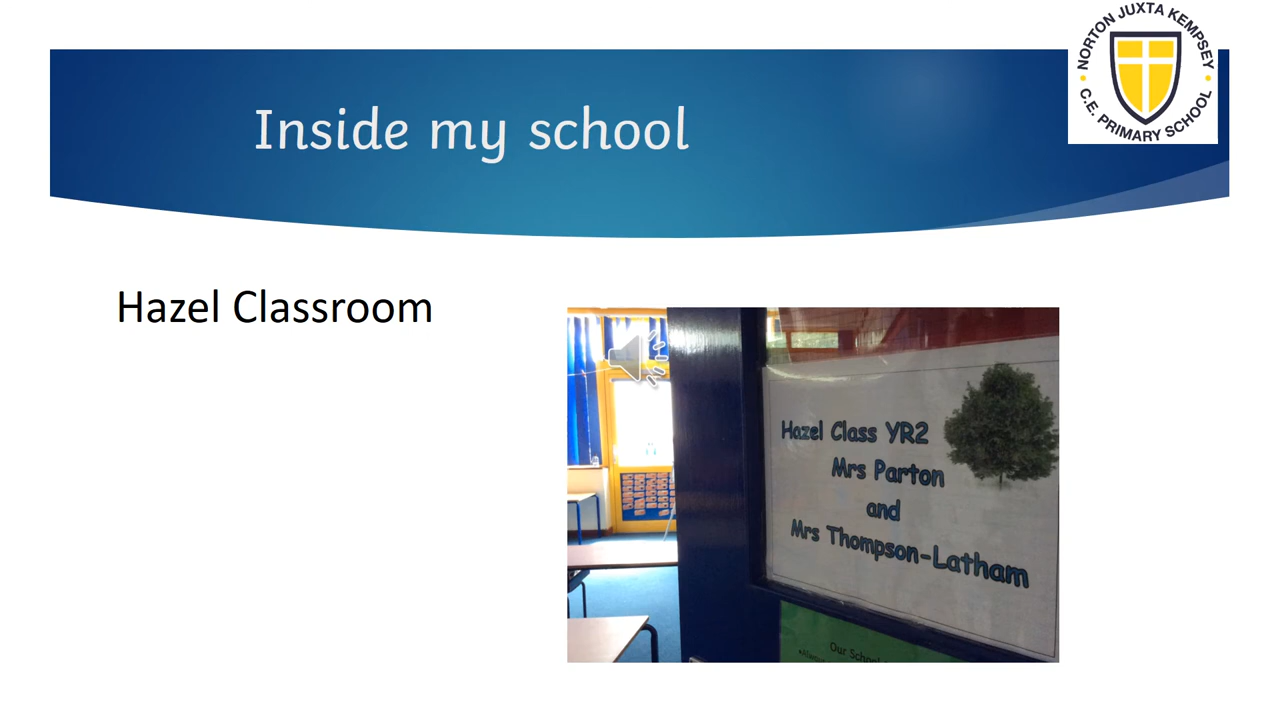 NORTON JUXTA KEMPSEY
C.E. PRIMARY SCHOOL
Inside my school
Hazel Classroom
Hazel Class YR2
Mrs Parton
and
Mrs Thompson-Latham
Our School